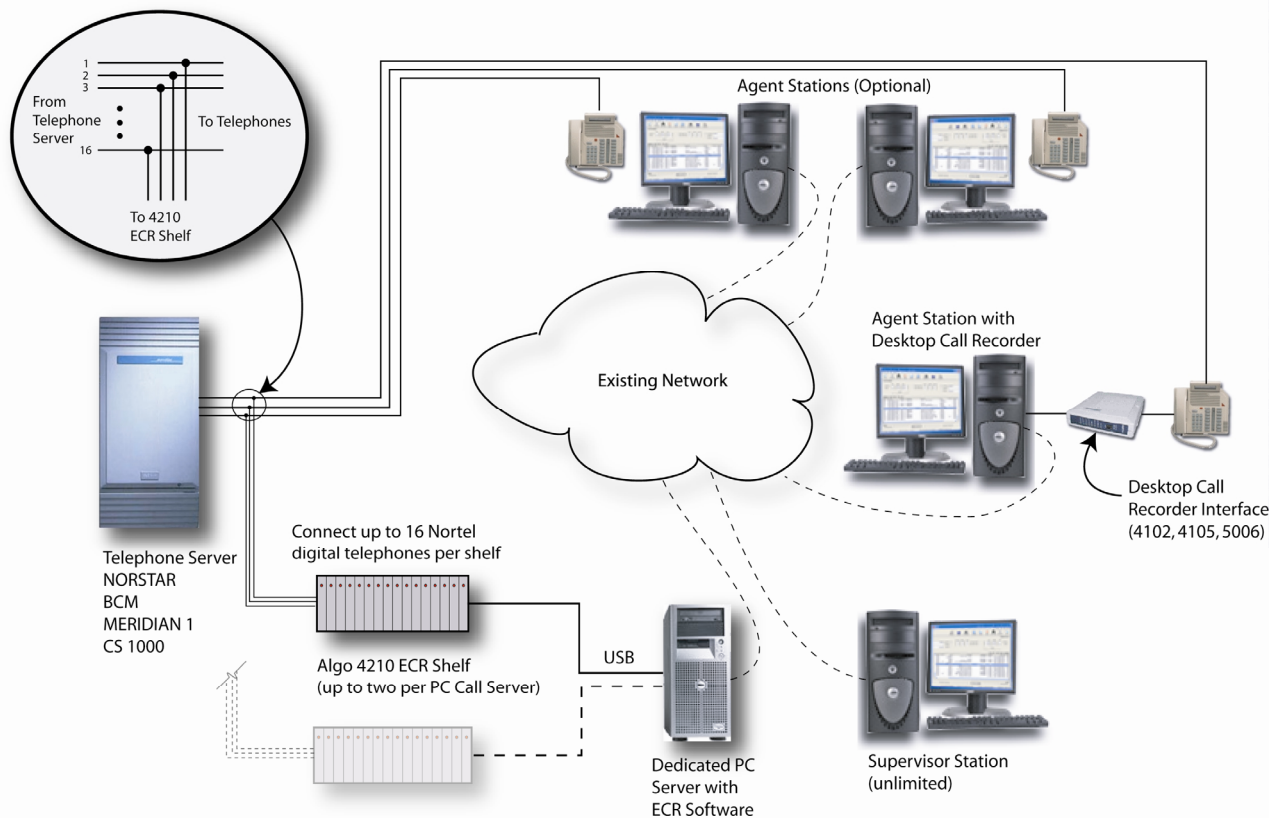 1
2
3
From
Telephone
Server
To Telephones
16
To 4210
ECR Shelf
Agent Stations (Optional)
Existing Network
Agent Station with
Desktop Call Recorder
Desktop Call
Recorder Interface
(4102, 4105, 5006)
Telephone Server
NORSTAR
BCM
MERIDIAN 1
CS 1000
Connect up to 16 Nortel
digital telephones per shelf
Algo 4210 ECR Shelf
(up to two per PC Call Server)
USB
Dedicated PC
Server with
ECR Software
Supervisor Station
(unlimited)